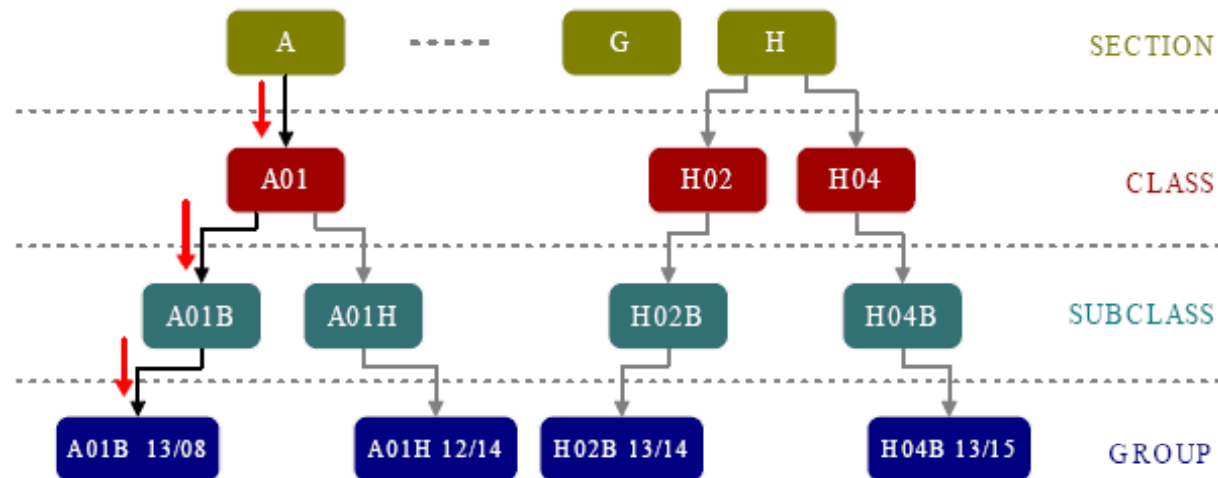 A G H SECTION
A01 H02 H04 CLASS
A01B A01H H02B H04B SUBCLASS
A01B 13/08 A01H 12/14 H02B 13/14 H04B 13/15 GROUP